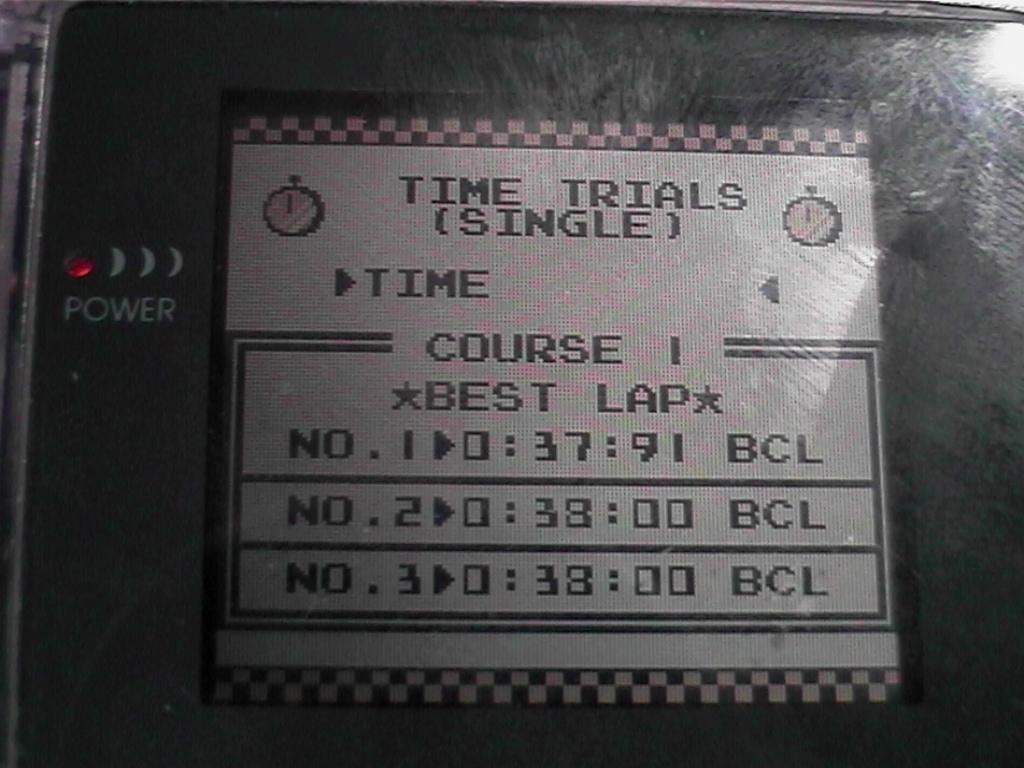 TIME TRIALS
(SINGLE)
TIME
POWER
COURSE 1
★BEST LAP★
NO.1▶0:37:91 BCL
NO.2▶0:38:00 BCL
NO.3▶0:38:00 BCL